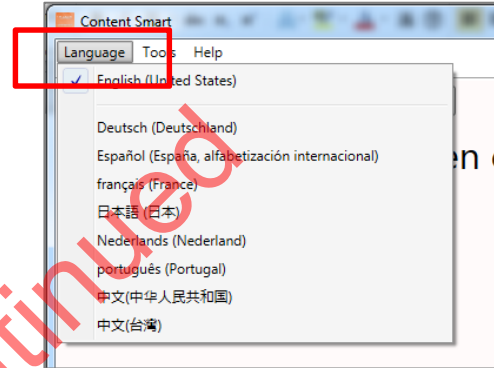 Content Smart
Language Tools Help
English (United States)
en
Deutsch (Deutschland)
Español (España, alfabetización internacional)
français (France)
日本語 (日本)
Nederlands (Nederland)
português (Portugal)
中文(中华人民共和国)
中文(台灣)
tinued